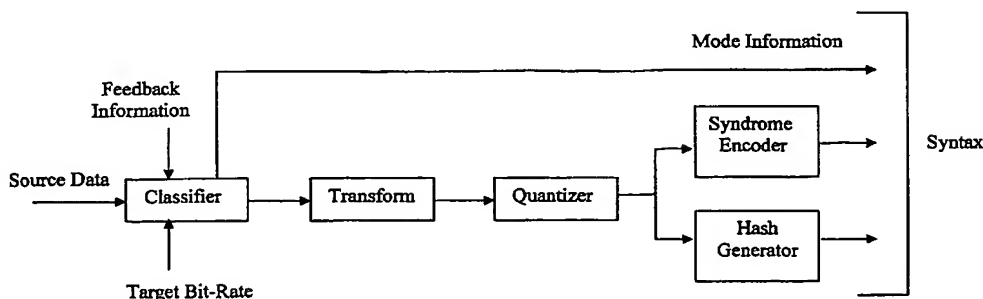 Mode Information
Feedback
Information
Syndrome
Encoder
Syntax
Source Data
Classifier
Transform
Quantizer
Hash
Generator
Target Bit-Rate